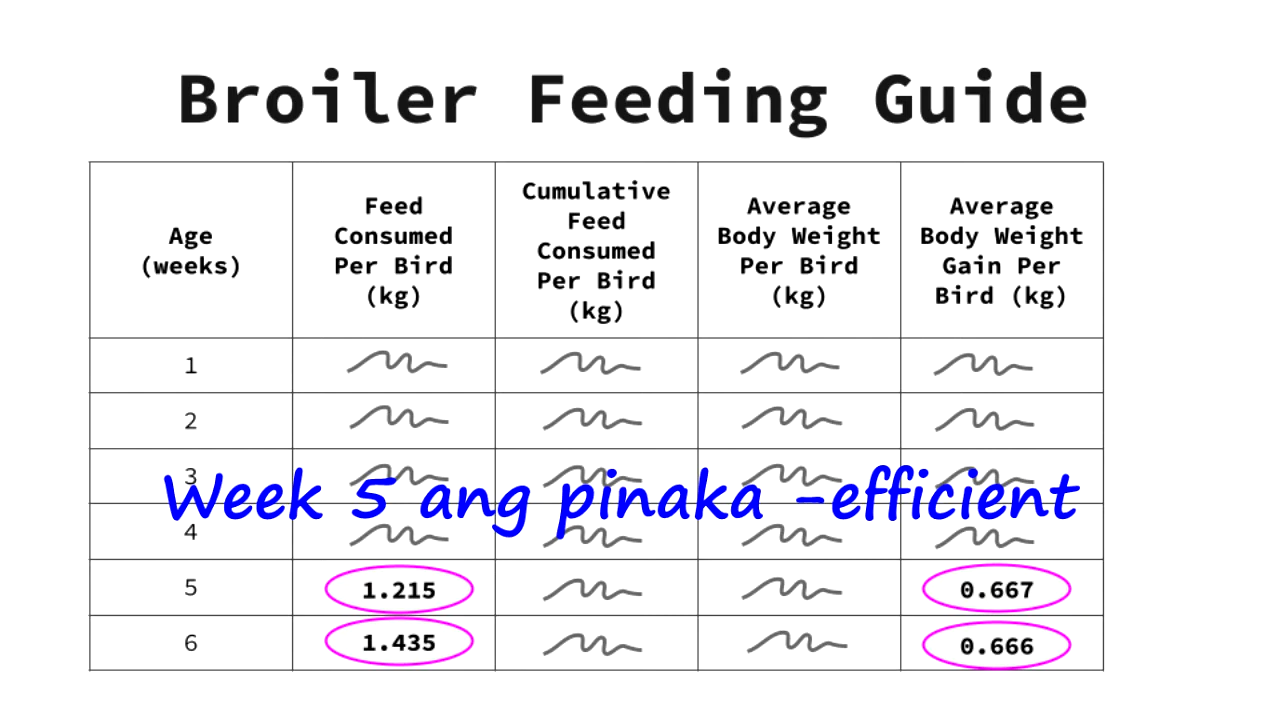 Broiler Feeding Guide
Age (weeks)
Feed Consumed Per Bird (kg)
Cumulative Feed Consumed Per Bird (kg)
Average Body Weight Per Bird (kg)
Average Body Weight Gain Per Bird (kg)
1
2
3
Week 5 ang pinaka -efficient
4
5 1.215 0.667
6 1.435 0.666